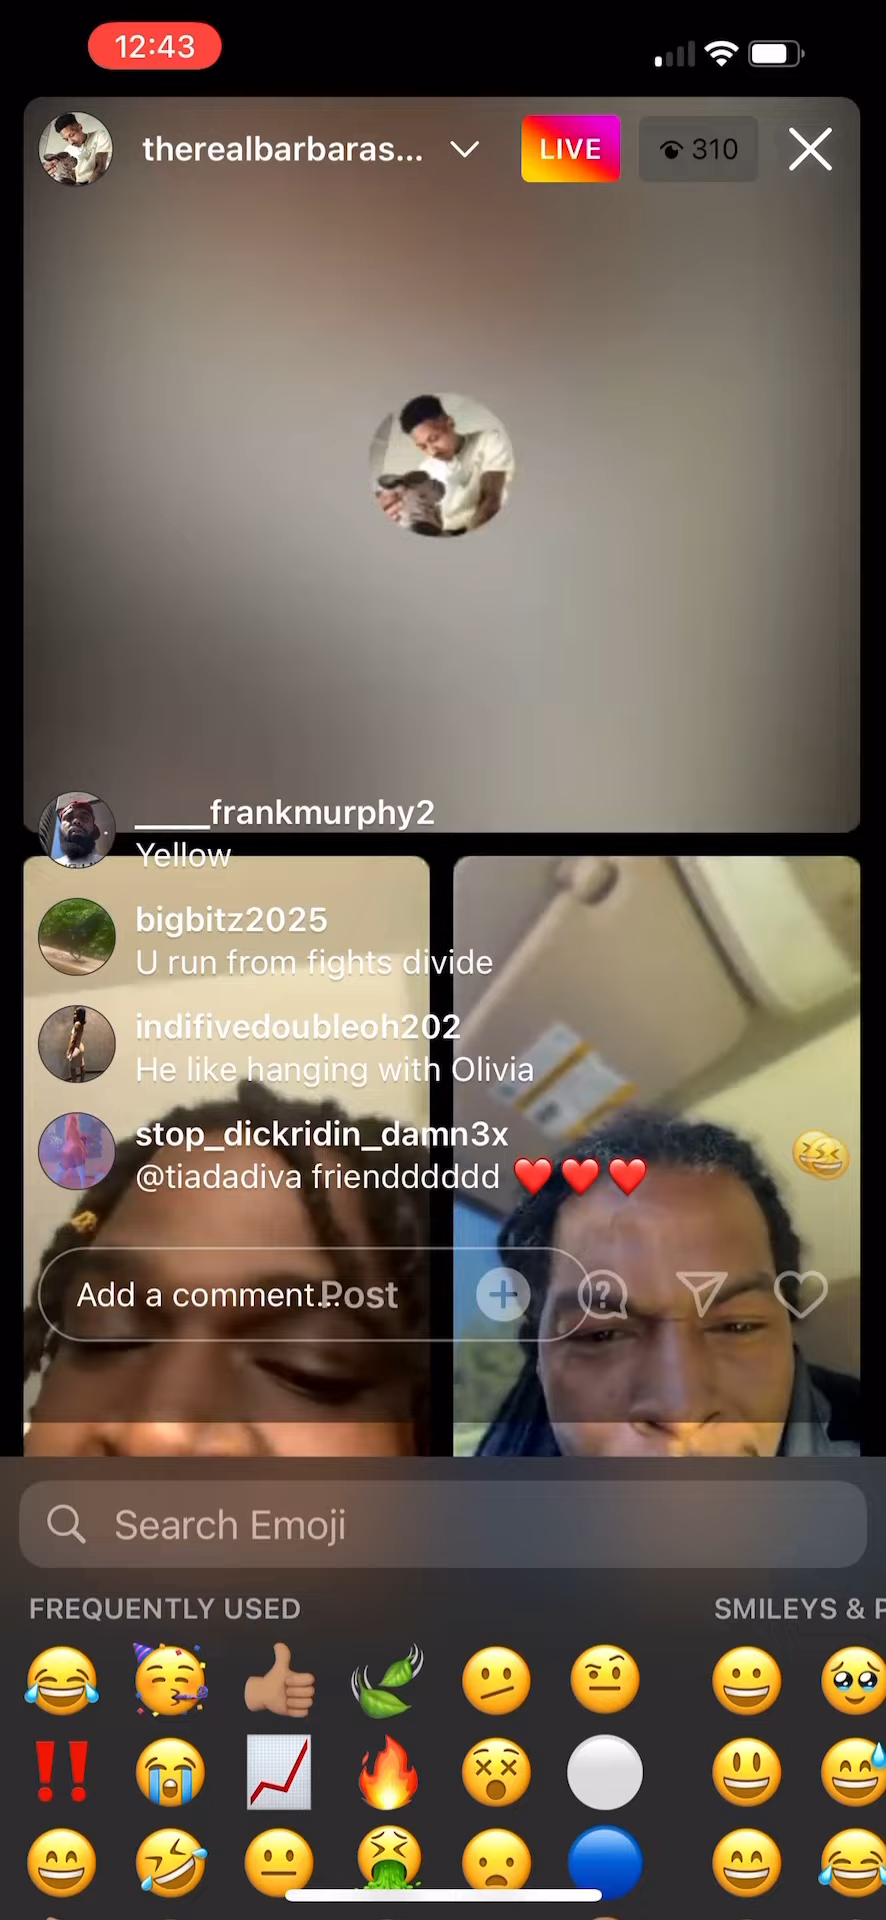 12:43
therealbarbaras...
LIVE
310
____frankmurphy2
Yellow
bigbitz2025
U run from fights divide
indifivedoubleoh202
He like hanging with Olivia
stop_dickridin_damn3x
@tiadadiva friendddddd ❤️❤️❤️
Add a comment...
Post
Search Emoji
FREQUENTLY USED
SMILEYS & P